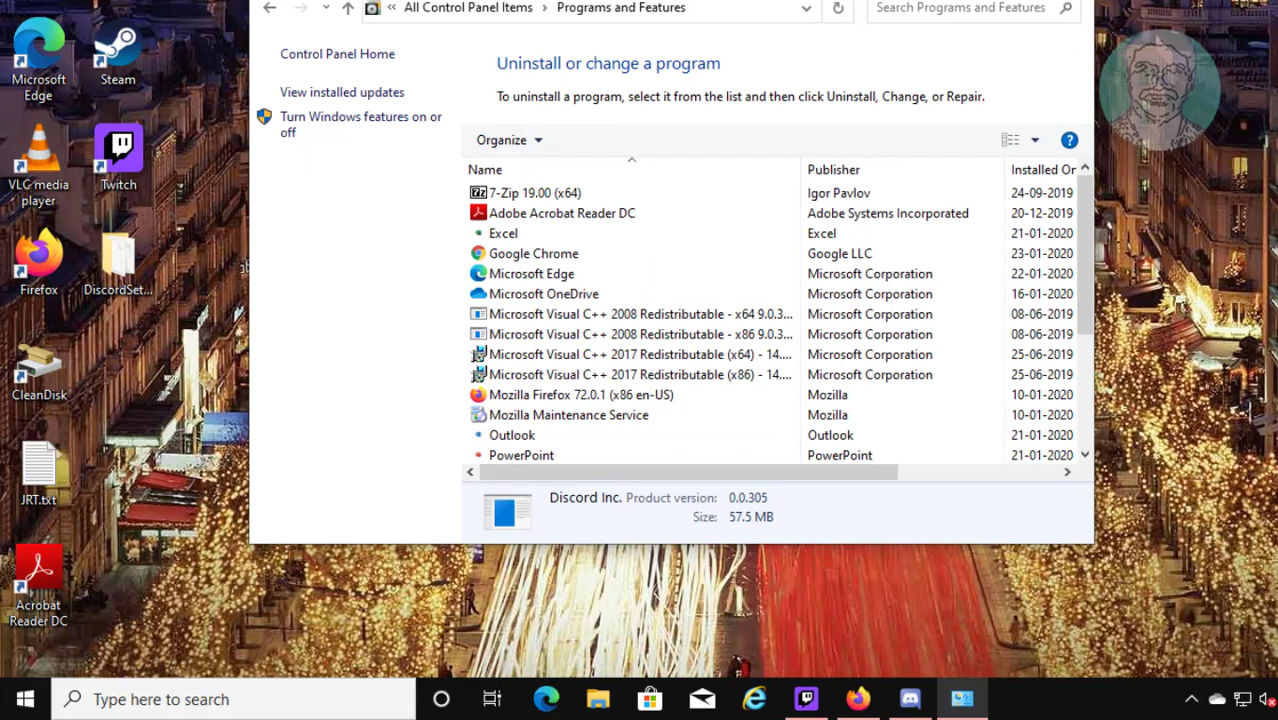 « All Control Panel Items > Programs and Features
Search Programs and Features
Control Panel Home
View installed updates
Turn Windows features on or
off
Uninstall or change a program
To uninstall a program, select it from the list and then click Uninstall, Change, or Repair.
Organize
Name Publisher Installed On
7-Zip 19.00 (x64) Igor Pavlov 24-09-2019
Adobe Acrobat Reader DC Adobe Systems Incorporated 20-12-2019
Excel Excel 21-01-2020
Google Chrome Google LLC 23-01-2020
Microsoft Edge Microsoft Corporation 22-01-2020
Microsoft OneDrive Microsoft Corporation 16-01-2020
Microsoft Visual C++ 2008 Redistributable - x64 9.0.3... Microsoft Corporation 08-06-2019
Microsoft Visual C++ 2008 Redistributable - x86 9.0.3... Microsoft Corporation 08-06-2019
Microsoft Visual C++ 2017 Redistributable (x64) - 14.... Microsoft Corporation 25-06-2019
Microsoft Visual C++ 2017 Redistributable (x86) - 14.... Microsoft Corporation 25-06-2019
Mozilla Firefox 72.0.1 (x86 en-US) Mozilla 10-01-2020
Mozilla Maintenance Service Mozilla 10-01-2020
Outlook Outlook 21-01-2020
PowerPoint PowerPoint 21-01-2020
Discord Inc. Product version: 0.0.305
Size: 57.5 MB
Microsoft
Edge
Steam
VLC media
player
Twitch
Firefox
DiscordSet...
CleanDisk
JRT.txt
Acrobat
Reader DC
Type here to search